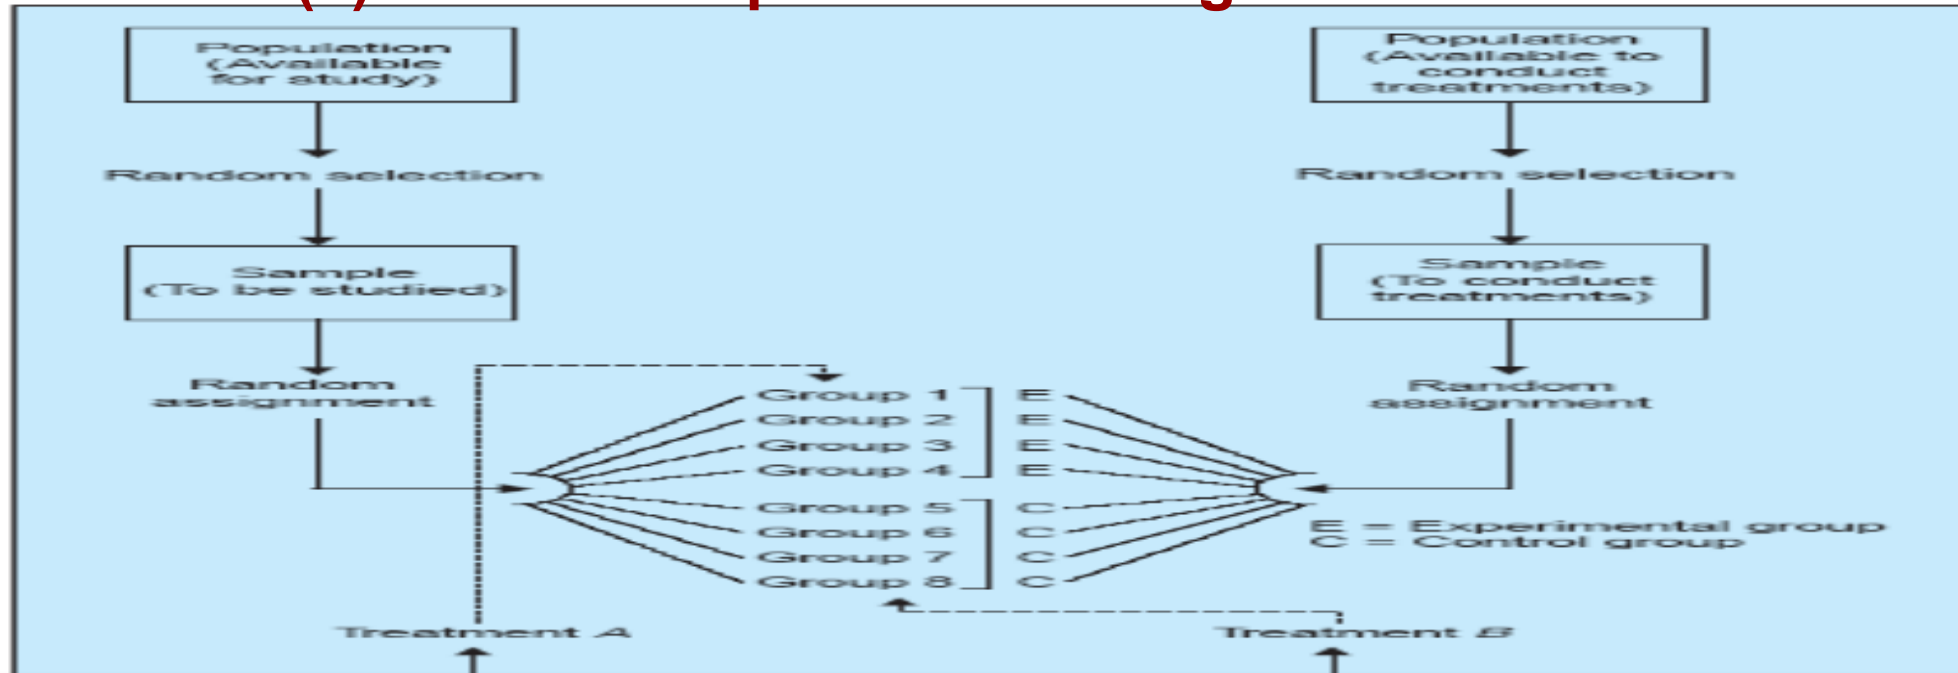 Population
(Available
for study)
Random selection
Sample
(To be studied)
Random
assignment
Population
(Available to
conduct
treatments)
Random selection
Sample
(To conduct
treatments)
Random
assignment
Group 1 E
Group 2 E
Group 3 E
Group 4 E
Group 5 C
Group 6 C
Group 7 C
Group 8 C
E = Experimental group
C = Control group
Treatment A
Treatment B